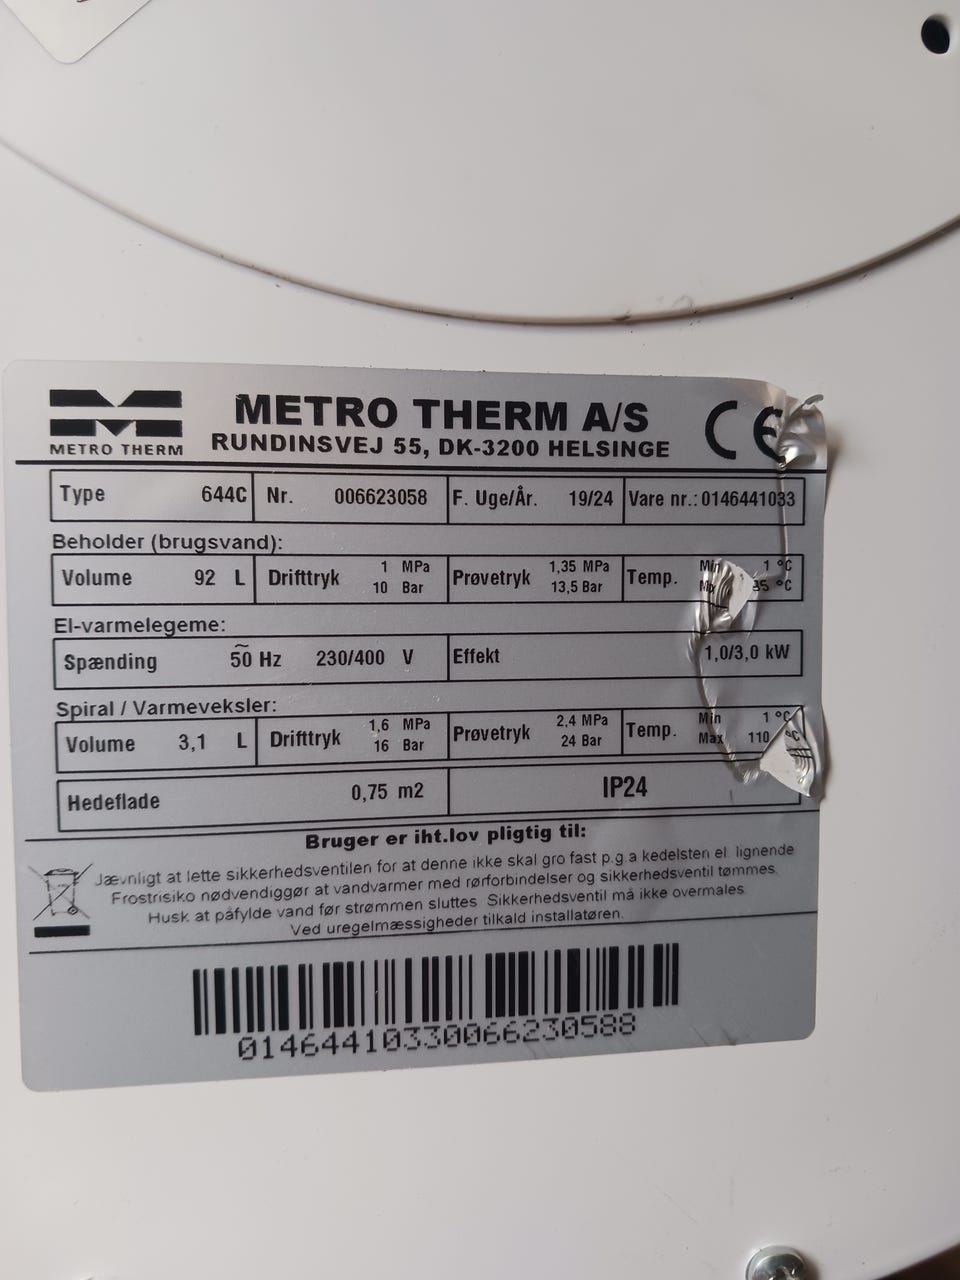 METRO THERM
METRO THERM A/S
RUNDINSVEJ 55, DK-3200 HELSINGE
CE
Type 644C Nr. 006623058 F. Uge/År. 19/24 Vare nr.: 0146441033
Beholder (brugsvand):
Volume 92 L Drifttryk 1 MPa 10 Bar Prøvetryk 1,35 MPa 13,5 Bar Temp. Min 1 °C 85 °C
El-varmelegeme:
Spænding 50 Hz 230/400 V Effekt 1,0/3,0 kW
Spiral / Varmeveksler:
Volume 3,1 L Drifttryk 1,6 MPa 16 Bar Prøvetryk 2,4 MPa 24 Bar Temp. Min 1 °C Max 110 °C
Hedeflade 0,75 m2 IP24
Bruger er iht.lov pligtig til:
Jævnligt at lette sikkerhedsventilen for at denne ikke skal gro fast p.g.a kedelsten el. lignende
Frostrisiko nødvendiggør at vandvarmer med rørforbindelser og sikkerhedsventil tømmes.
Husk at påfylde vand før strømmen sluttes Sikkerhedsventil må ikke overmales
Ved uregelmæssigheder tilkald installatøren.
01464410330066230588